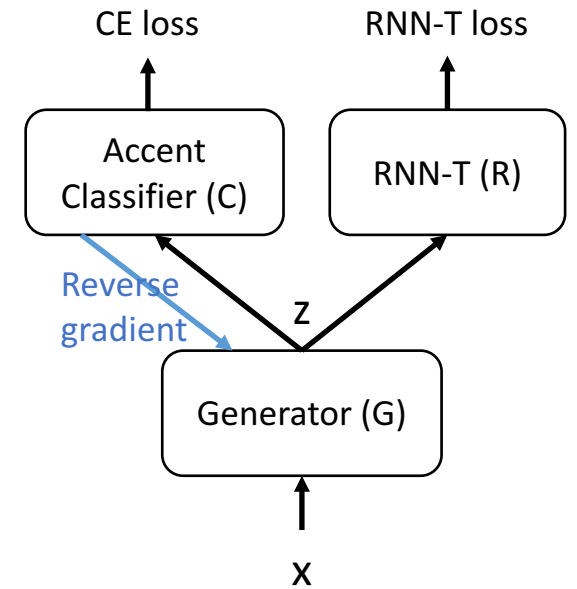 CE loss
RNN-T loss
Accent
Classifier (C)
RNN-T (R)
Reverse
gradient
z
Generator (G)
x